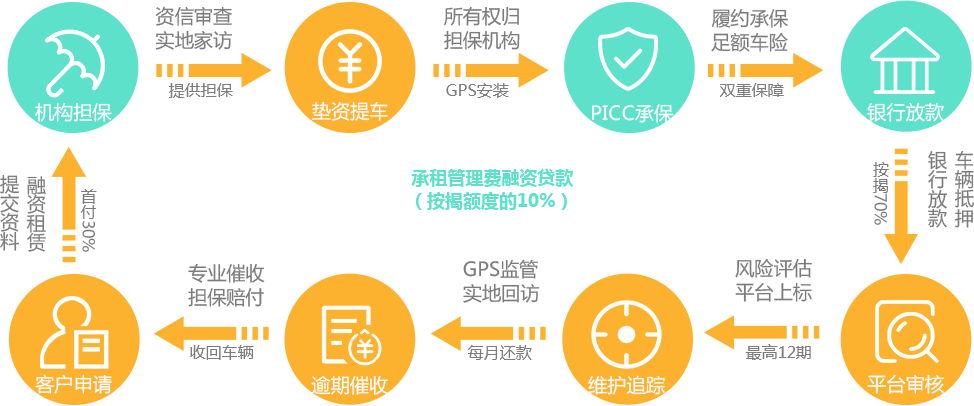 资信审查
实地家访
提供担保
所有权归
担保机构
GPS安装
履约承保
足额车险
双重保障
机构担保
垫资提车
PICC承保
银行放款
提交资料
融资租赁
首付30%
承租管理费融资贷款
（按揭额度的10%）
按揭70%
银行放款
车辆抵押
专业催收
担保赔付
收回车辆
GPS监管
实地回访
每月还款
风险评估
平台上标
最高12期
客户申请
逾期催收
维护追踪
平台审核